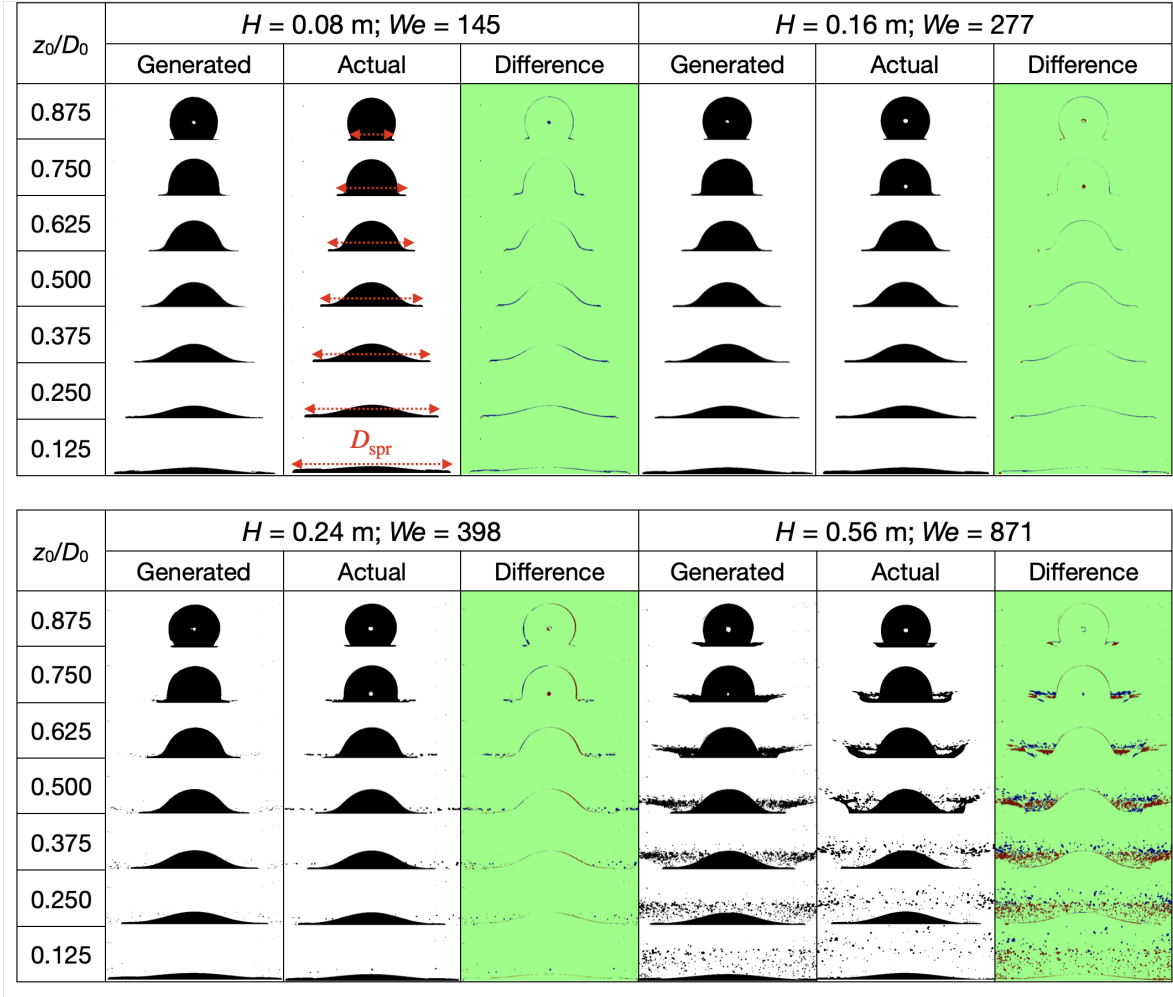 z₀/D₀ H = 0.08 m; We = 145 H = 0.16 m; We = 277
Generated Actual Difference Generated Actual Difference
0.875
0.750
0.625
0.500
0.375
0.250
0.125 Dspr
z₀/D₀ H = 0.24 m; We = 398 H = 0.56 m; We = 871
Generated Actual Difference Generated Actual Difference
0.875
0.750
0.625
0.500
0.375
0.250
0.125